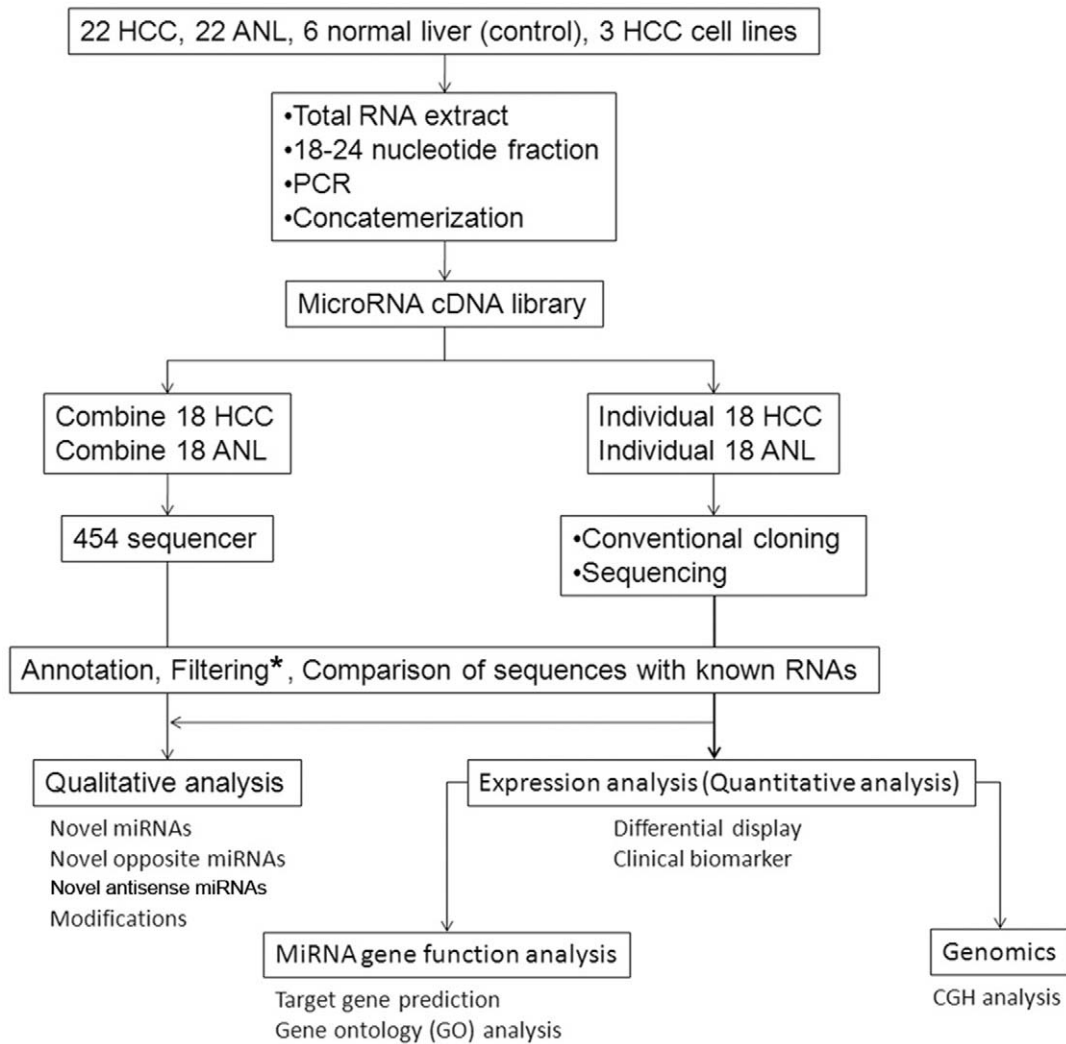 22 HCC, 22 ANL, 6 normal liver (control), 3 HCC cell lines
•Total RNA extract
•18-24 nucleotide fraction
•PCR
•Concatemerization
MicroRNA cDNA library
Combine 18 HCC
Combine 18 ANL
Individual 18 HCC
Individual 18 ANL
454 sequencer
•Conventional cloning
•Sequencing
Annotation, Filtering*, Comparison of sequences with known RNAs
Qualitative analysis
Novel miRNAs
Novel opposite miRNAs
Novel antisense miRNAs
Modifications
Expression analysis (Quantitative analysis)
Differential display
Clinical biomarker
MiRNA gene function analysis
Target gene prediction
Gene ontology (GO) analysis
Genomics
CGH analysis